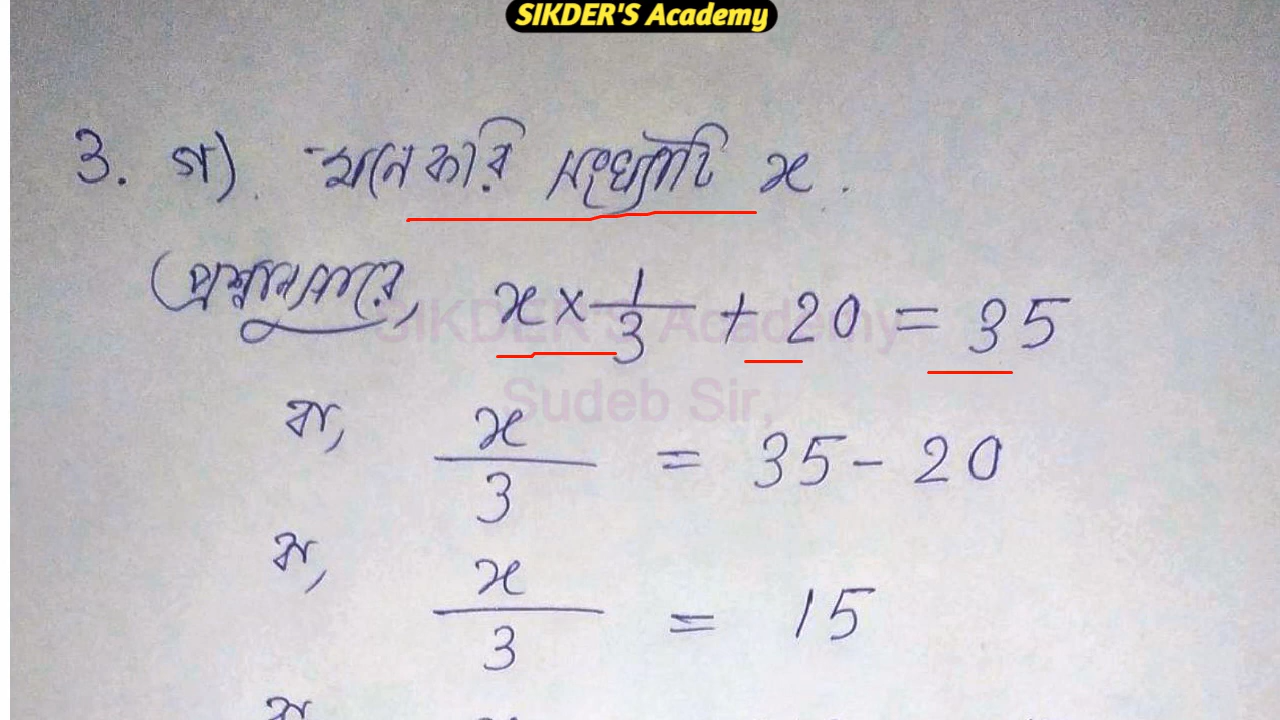 SIKDER'S Academy
3. গ) মনে করি সংখ্যাটি x.
প্রশ্নানুসারে, x × 1/3 + 20 = 35
SIKDER'S Academy
Sudeb Sir,
বা, x/3 = 35 - 20
বা, x/3 = 15
বা,